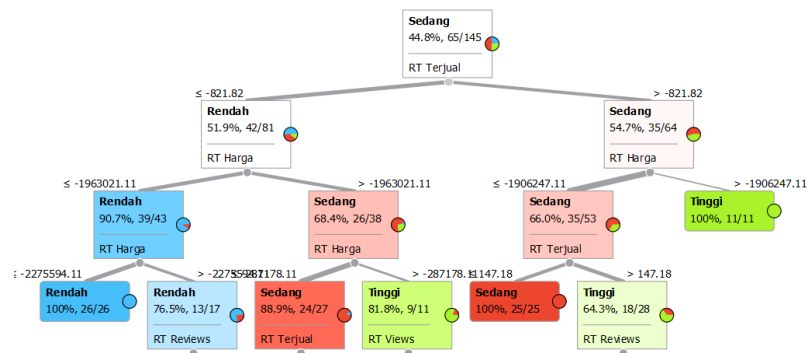 Sedang
44.8%, 65/145
RT Terjual
≤ -821.82
> -821.82
Rendah
51.9%, 42/81
RT Harga
Sedang
54.7%, 35/64
RT Harga
≤ -1963021.11
> -1963021.11
≤ -1906247.11
> -1906247.11
Rendah
90.7%, 39/43
RT Harga
Sedang
68.4%, 26/38
RT Harga
Sedang
66.0%, 35/53
RT Terjual
Tinggi
100%, 11/11
≤ -2275594.11
> -287178.11
> 147.18
Rendah
100%, 26/26
Rendah
76.5%, 13/17
RT Reviews
Sedang
88.9%, 24/27
RT Terjual
Tinggi
81.8%, 9/11
RT Views
Sedang
100%, 25/25
Tinggi
64.3%, 18/28
RT Reviews